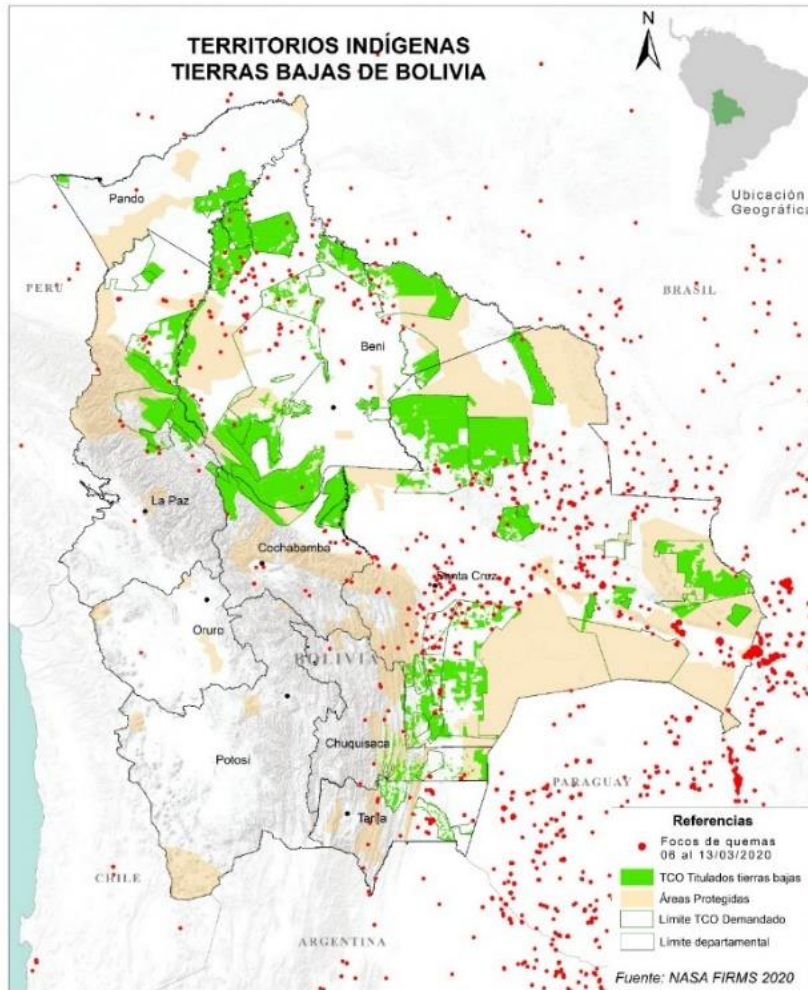 TERRITORIOS INDÍGENAS
TIERRAS BAJAS DE BOLIVIA
N
Ubicación
Geográfica
Pando
PERU
BRASIL
Beni
La Paz
Cochabamba
Santa Cruz
Oruro
BOLIVIA
Potosí
Chuquisaca
PARAGUAY
Tarija
CHILE
ARGENTINA
Referencias
Focos de quemas
06 al 13/03/2020
TCO Titulados tierras bajas
Áreas Protegidas
Límite TCO Demandado
Límite departamental
Fuente: NASA FIRMS 2020